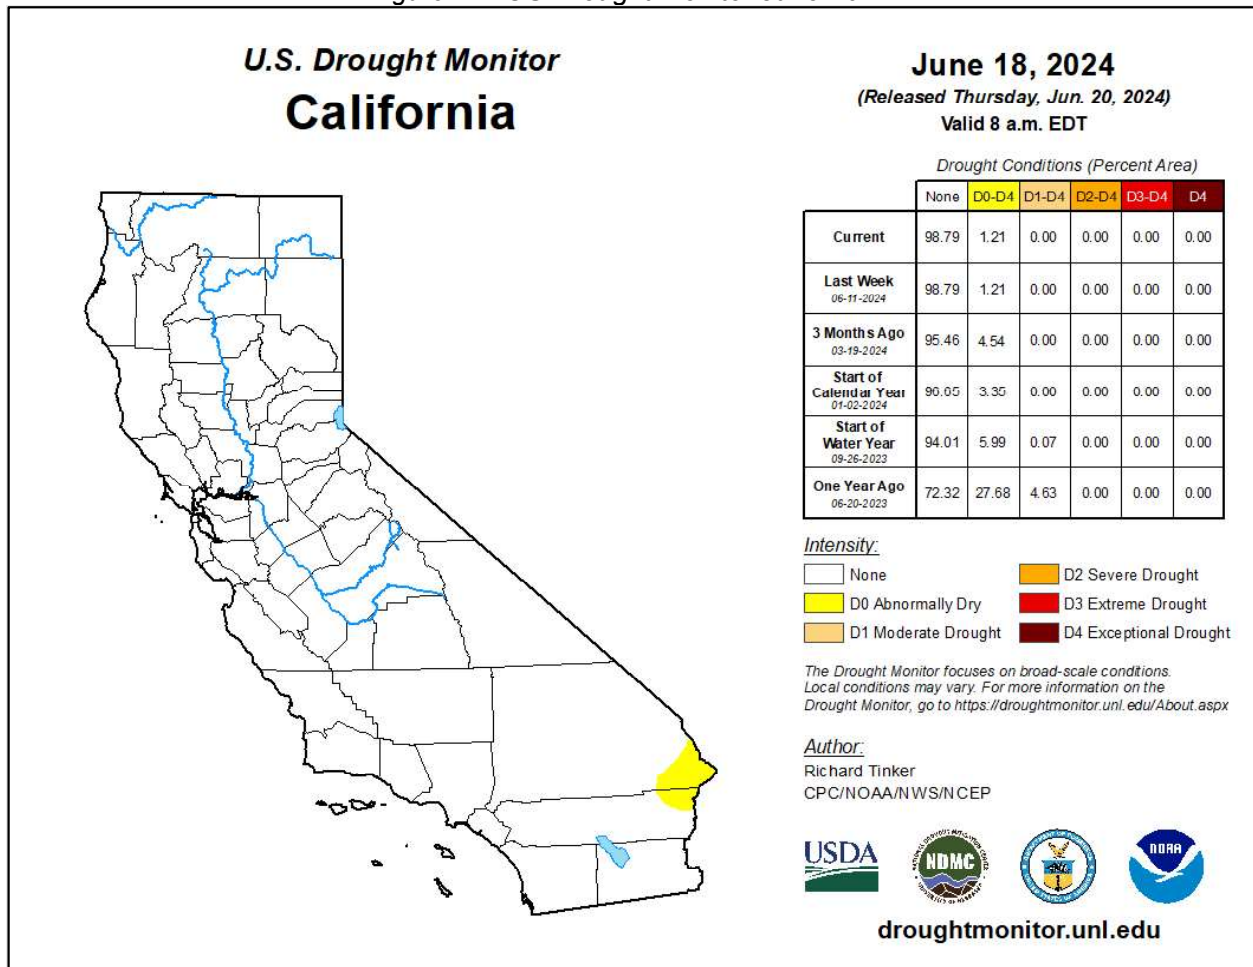 U.S. Drought Monitor
California
June 18, 2024
(Released Thursday, Jun. 20, 2024)
Valid 8 a.m. EDT
Drought Conditions (Percent Area)
None D0-D4 D1-D4 D2-D4 D3-D4 D4
Current 98.79 1.21 0.00 0.00 0.00 0.00
Last Week
06-11-2024 98.79 1.21 0.00 0.00 0.00 0.00
3 Months Ago
03-19-2024 95.46 4.54 0.00 0.00 0.00 0.00
Start of
Calendar Year
01-02-2024 96.65 3.35 0.00 0.00 0.00 0.00
Start of
Water Year
09-26-2023 94.01 5.99 0.07 0.00 0.00 0.00
One Year Ago
06-20-2023 72.32 27.68 4.63 0.00 0.00 0.00
Intensity:
None
D0 Abnormally Dry
D1 Moderate Drought
D2 Severe Drought
D3 Extreme Drought
D4 Exceptional Drought
The Drought Monitor focuses on broad-scale conditions.
Local conditions may vary. For more information on the
Drought Monitor, go to https://droughtmonitor.unl.edu/About.aspx
Author:
Richard Tinker
CPC/NOAA/NWS/NCEP
USDA
NDMC
NOAA
droughtmonitor.unl.edu